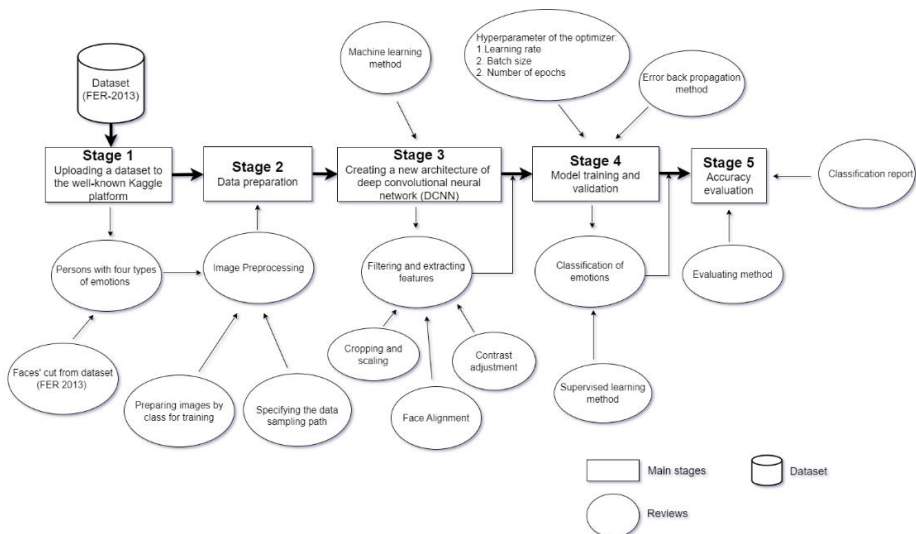 Dataset
(FER-2013)
Machine learning
method
Hyperparameter of the optimizer:
1 Learning rate
2. Batch size
2. Number of epochs
Error back propagation
method
Stage 1
Uploading a dataset to
the well-known Kaggle
platform
Stage 2
Data preparation
Stage 3
Creating a new architecture of
deep convolutional neural
network (DCNN)
Stage 4
Model training and
validation
Stage 5
Accuracy
evaluation
Classification report
Persons with four types
of emotions
Image Preprocessing
Filtering and extracting
features
Classification of
emotions
Evaluating method
Faces' cut from dataset
(FER 2013)
Preparing images by
class for training
Specifying the data
sampling path
Cropping and
scaling
Face Alignment
Contrast
adjustment
Supervised learning
method
Main stages
Dataset
Reviews